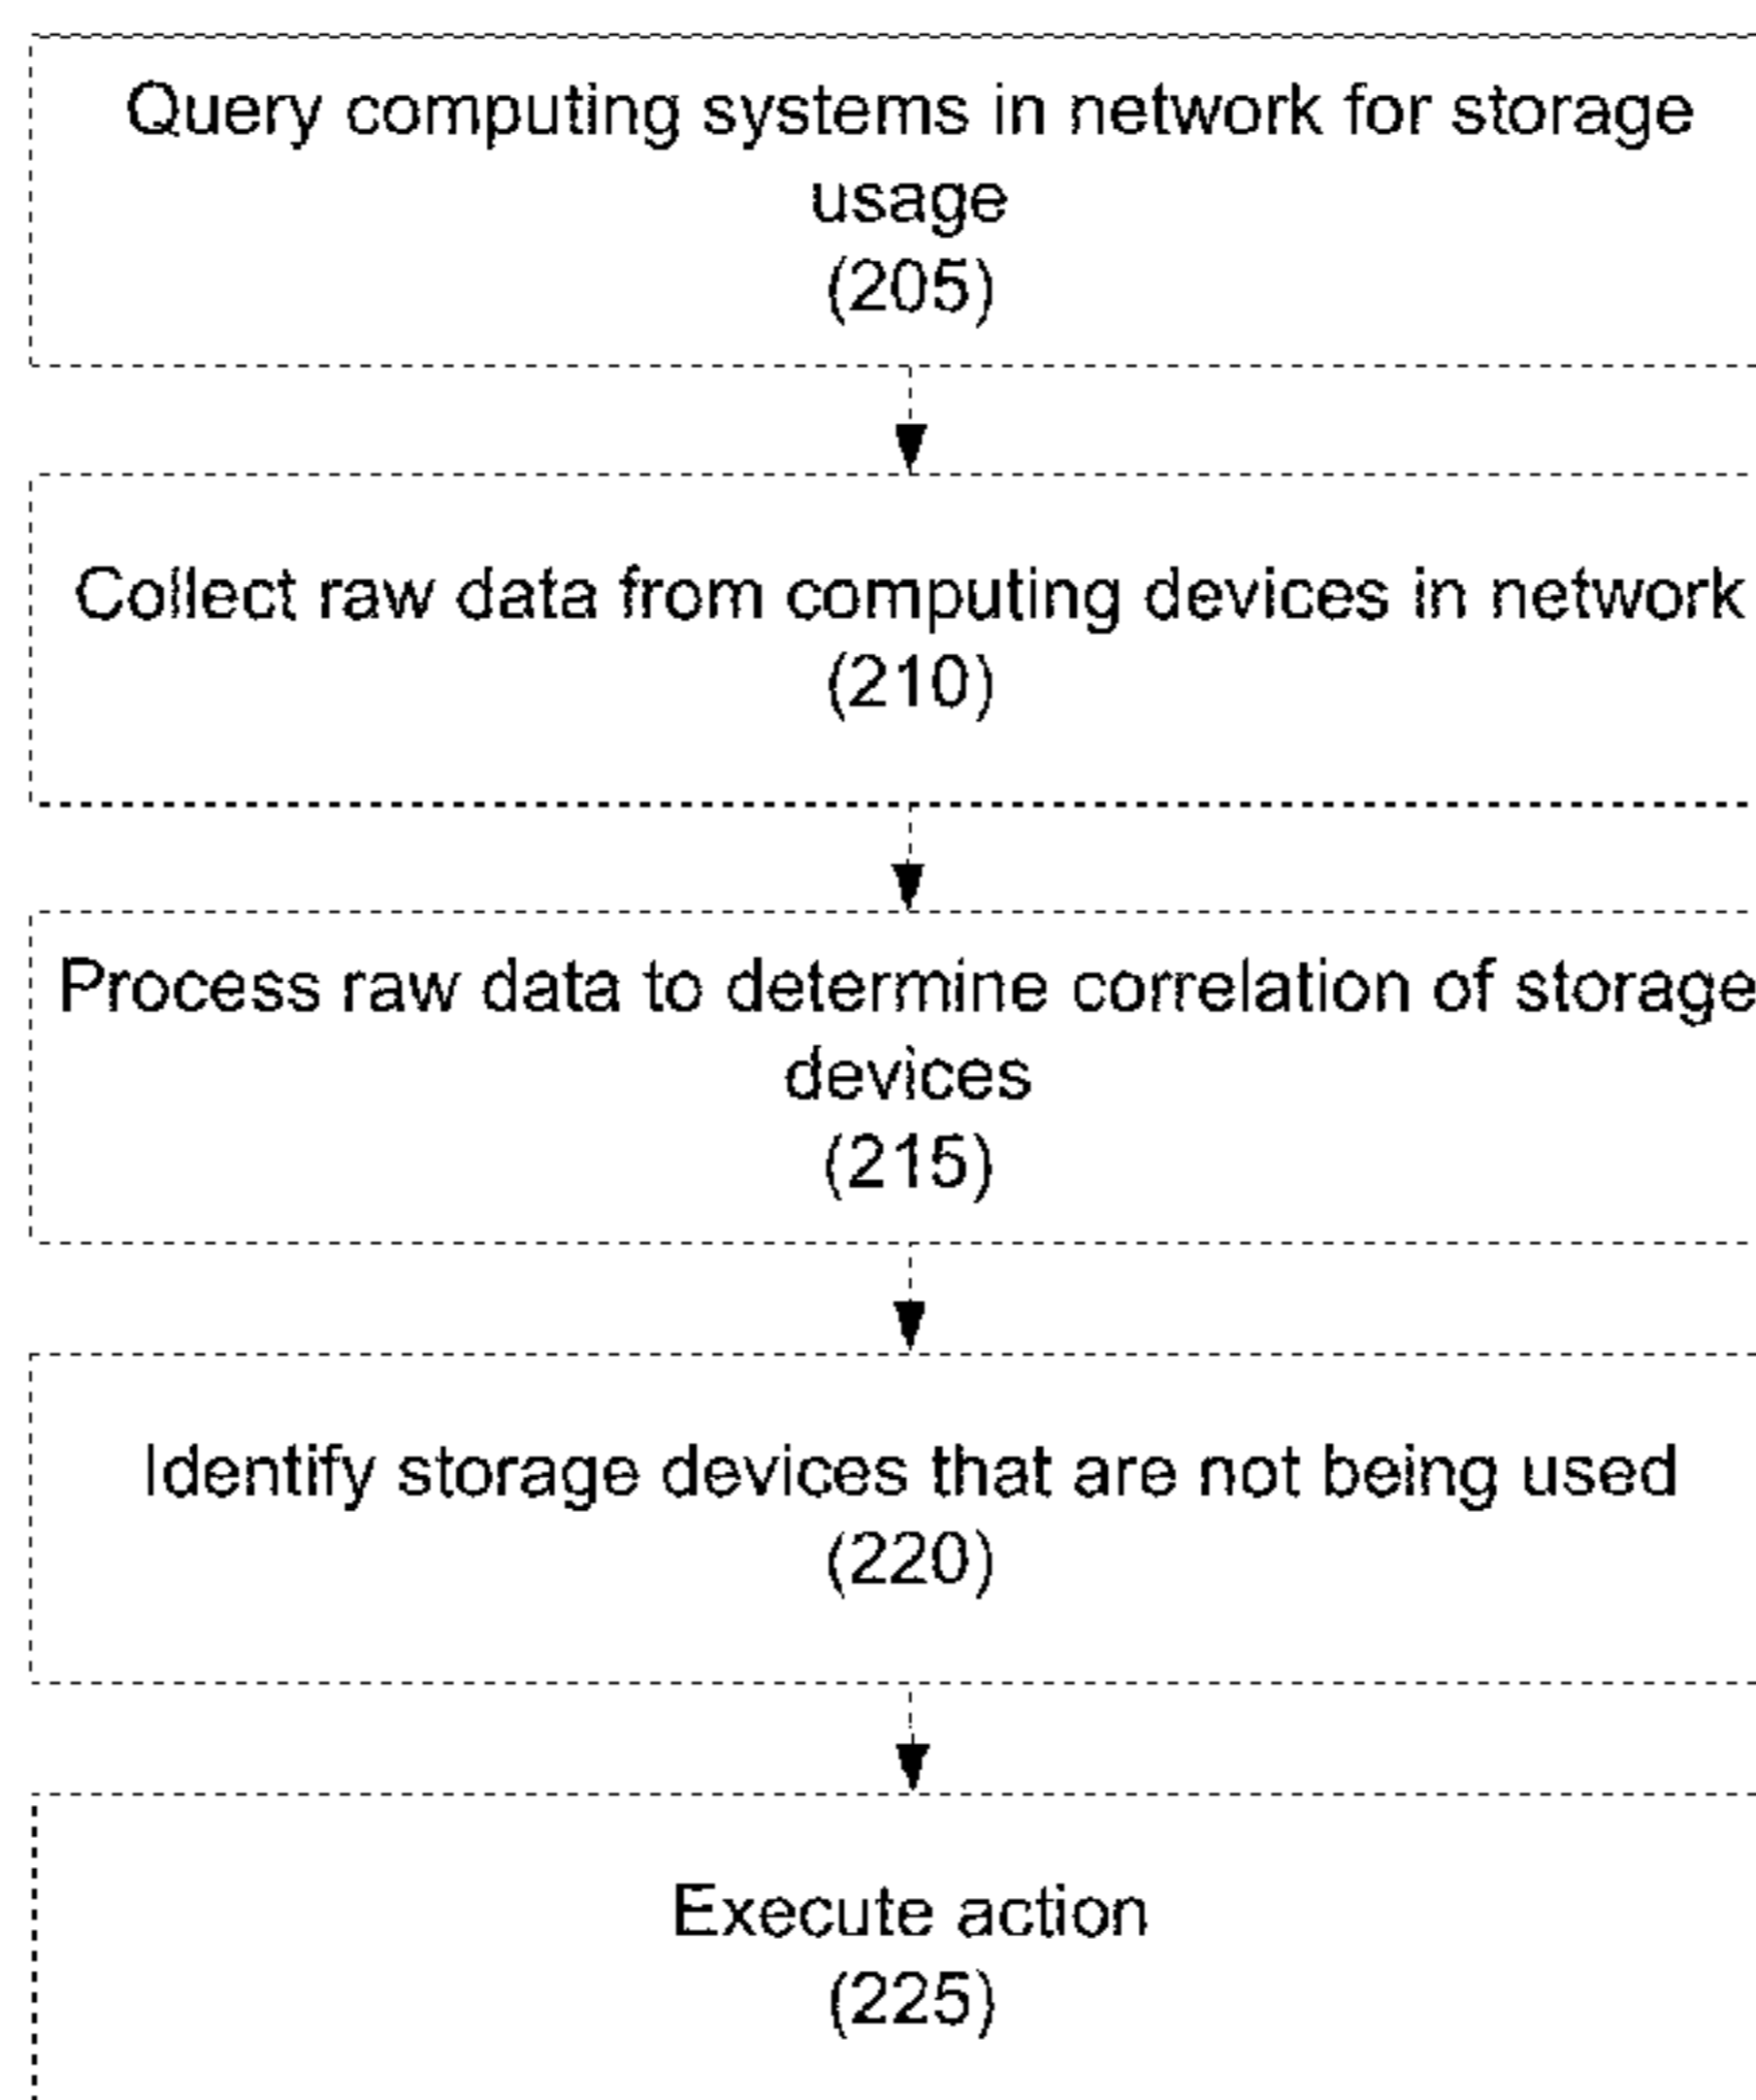 Query computing systems in network for storage
usage
(205)
Collect raw data from computing devices in network
(210)
Process raw data to determine correlation of storage
devices
(215)
Identify storage devices that are not being used
(220)
Execute action
(225)